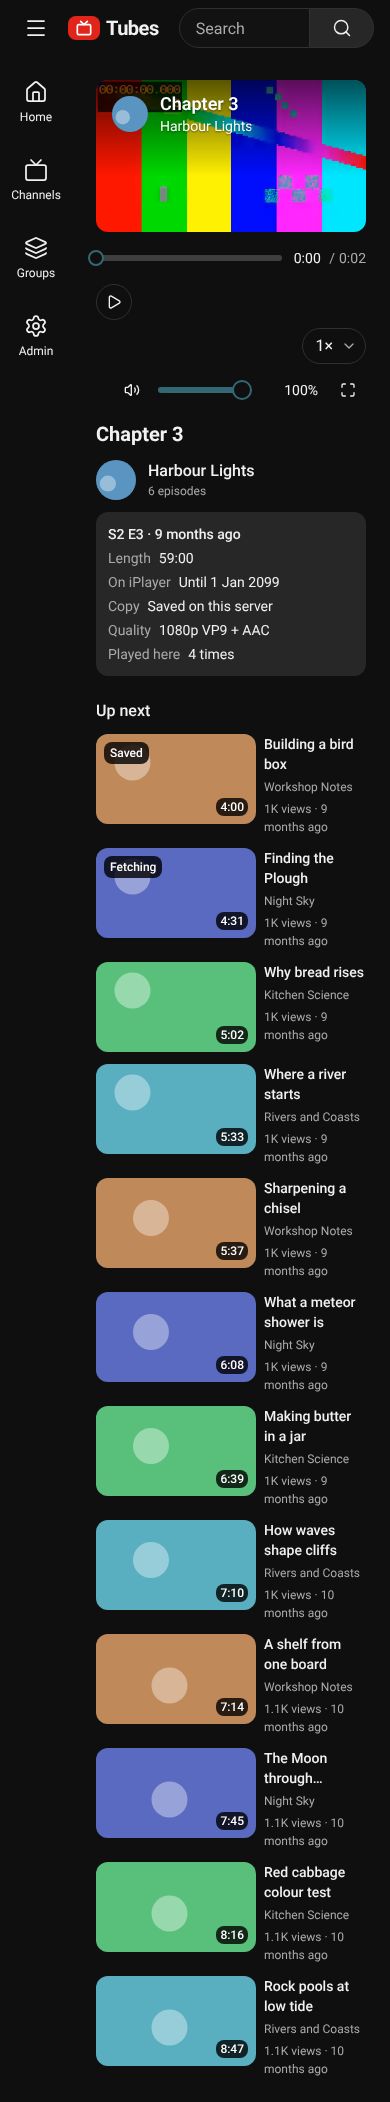 Tubes
Search
Home
Channels
Groups
Admin
00:00:00.000
Chapter 3
Harbour Lights
0:00 / 0:02
1×
100%
Chapter 3
Harbour Lights
6 episodes
S2 E3 · 9 months ago
Length 59:00
On iPlayer Until 1 Jan 2099
Copy Saved on this server
Quality 1080p VP9 + AAC
Played here 4 times
Up next
Saved
4:00
Building a bird
box
Workshop Notes
1K views · 9
months ago
Fetching
4:31
Finding the
Plough
Night Sky
1K views · 9
months ago
5:02
Why bread rises
Kitchen Science
1K views · 9
months ago
5:33
Where a river
starts
Rivers and Coasts
1K views · 9
months ago
5:37
Sharpening a
chisel
Workshop Notes
1K views · 9
months ago
6:08
What a meteor
shower is
Night Sky
1K views · 9
months ago
6:39
Making butter
in a jar
Kitchen Science
1K views · 9
months ago
7:10
How waves
shape cliffs
Rivers and Coasts
1K views · 10
months ago
7:14
A shelf from
one board
Workshop Notes
1.1K views · 10
months ago
7:45
The Moon
through...
Night Sky
1.1K views · 10
months ago
8:16
Red cabbage
colour test
Kitchen Science
1.1K views · 10
months ago
8:47
Rock pools at
low tide
Rivers and Coasts
1.1K views · 10
months ago